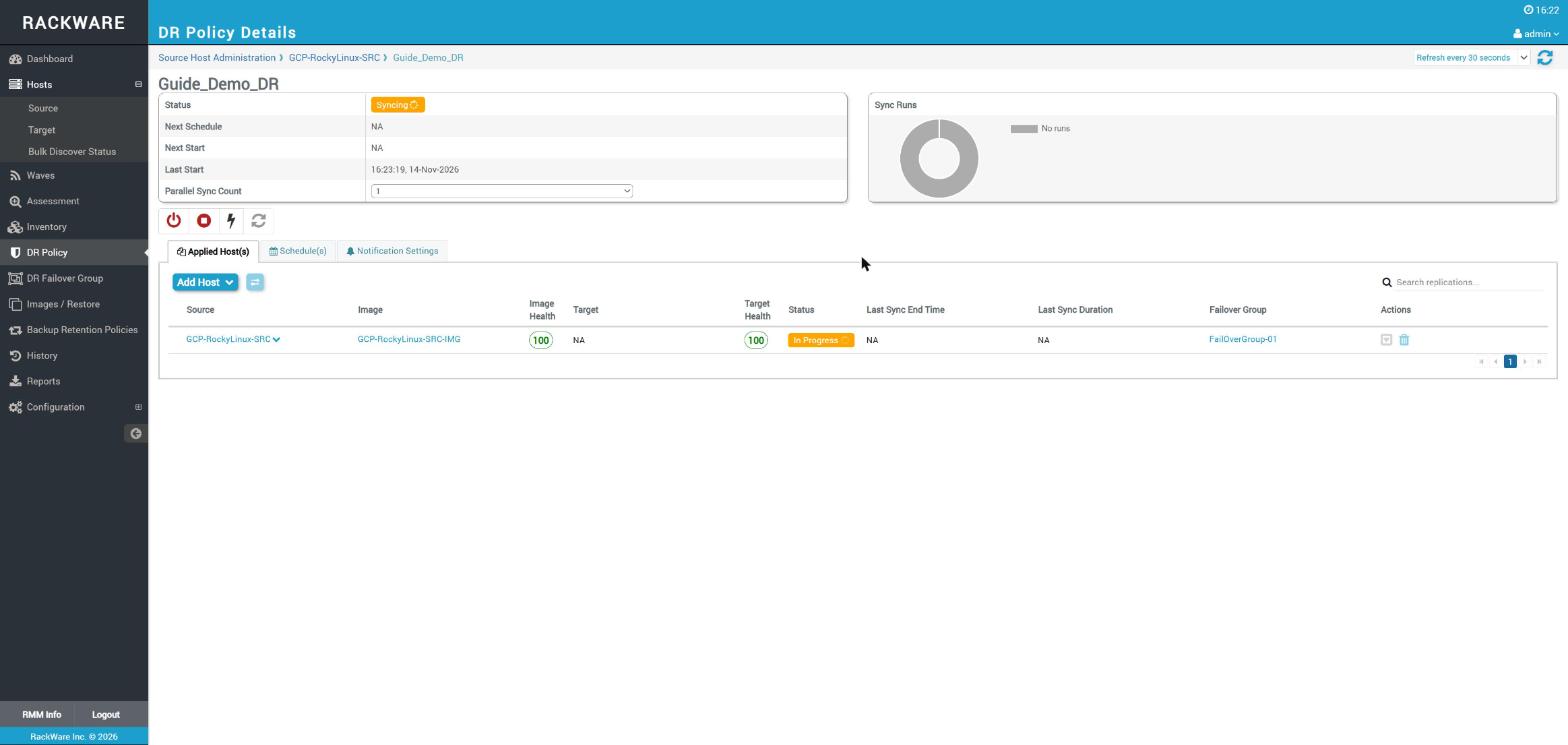 RACKWARE
16:22
DR Policy Details
admin
Dashboard
Hosts
Source
Target
Bulk Discover Status
Waves
Assessment
Inventory
DR Policy
DR Failover Group
Images / Restore
Backup Retention Policies
History
Reports
Configuration
RMM Info Logout
RackWare Inc. © 2026
Source Host Administration GCP-RockyLinux-SRC Guide_Demo_DR
Refresh every 30 seconds
Guide_Demo_DR
Status Syncing
Next Schedule NA
Next Start NA
Last Start 16:23:19, 14-Nov-2026
Parallel Sync Count 1
Sync Runs
No runs
Applied Host(s) Schedule(s) Notification Settings
Add Host
Search replications...
Source Image Image Health Target Target Health Status Last Sync End Time Last Sync Duration Failover Group Actions
GCP-RockyLinux-SRC GCP-RockyLinux-SRC-IMG 100 NA 100 In Progress NA NA FailOverGroup-01
1